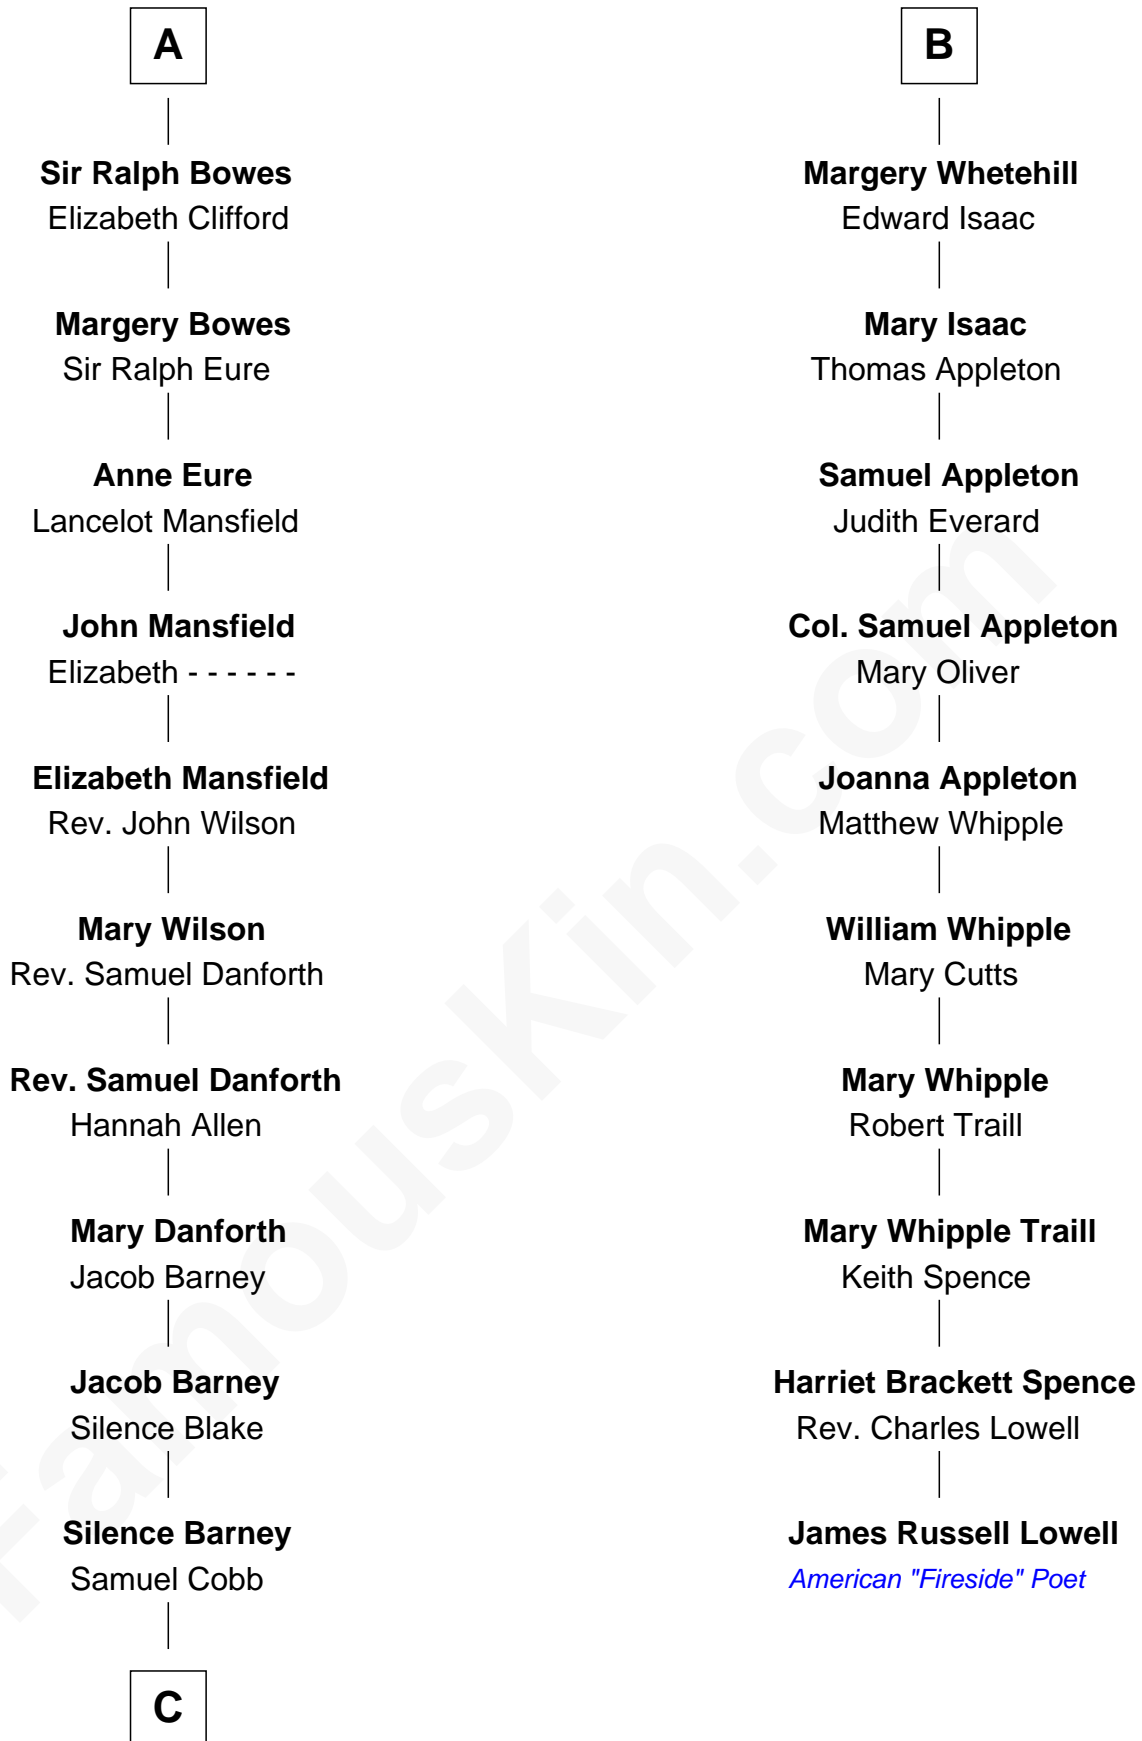 A
Sir Ralph Bowes
Elizabeth Clifford
Margery Bowes
Sir Ralph Eure
Anne Eure
Lancelot Mansfield
John Mansfield
Elizabeth - - - - - -
Elizabeth Mansfield
Rev. John Wilson
Mary Wilson
Rev. Samuel Danforth
Rev. Samuel Danforth
Hannah Allen
Mary Danforth
Jacob Barney
Jacob Barney
Silence Blake
Silence Barney
Samuel Cobb
C
B
Margery Whetehill
Edward Isaac
Mary Isaac
Thomas Appleton
Samuel Appleton
Judith Everard
Col. Samuel Appleton
Mary Oliver
Joanna Appleton
Matthew Whipple
William Whipple
Mary Cutts
Mary Whipple
Robert Traill
Mary Whipple Traill
Keith Spence
Harriet Brackett Spence
Rev. Charles Lowell
James Russell Lowell
American "Fireside" Poet
FamousKin.com